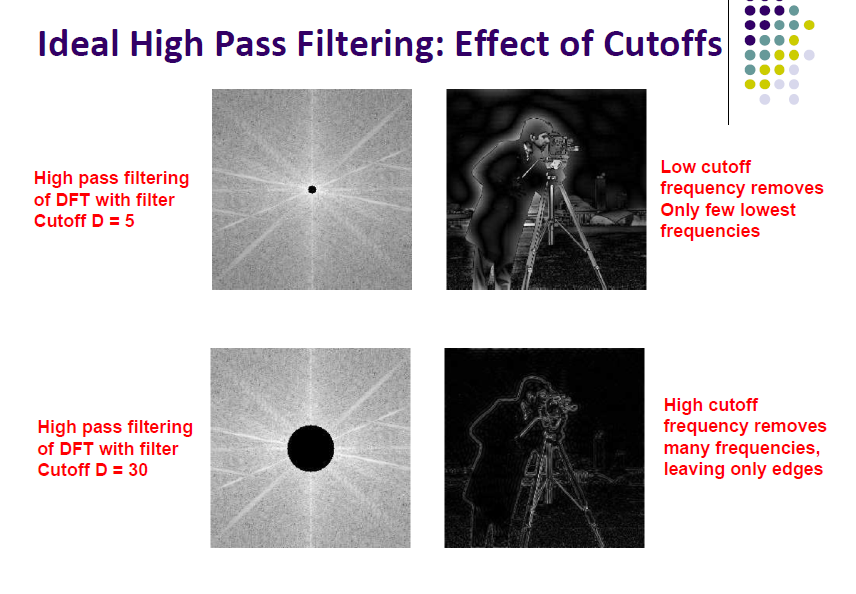 Ideal High Pass Filtering: Effect of Cutoffs
High pass filtering
of DFT with filter
Cutoff D = 5
Low cutoff
frequency removes
Only few lowest
frequencies
High pass filtering
of DFT with filter
Cutoff D = 30
High cutoff
frequency removes
many frequencies,
leaving only edges